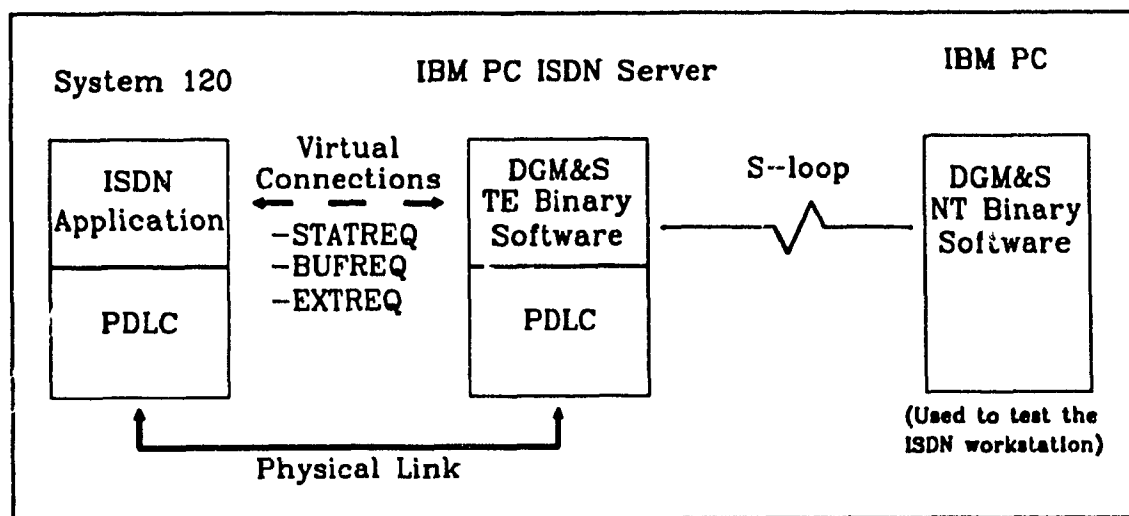 System 120
IBM PC ISDN Server
IBM PC
ISDN
Application
PDLC
Virtual
Connections
-STATREQ
-BUFREQ
-EXTREQ
DGM&S
TE Binary
Software
PDLC
S--loop
DGM&S
NT Binary
Software
(Used to test the
ISDN workstation)
Physical Link